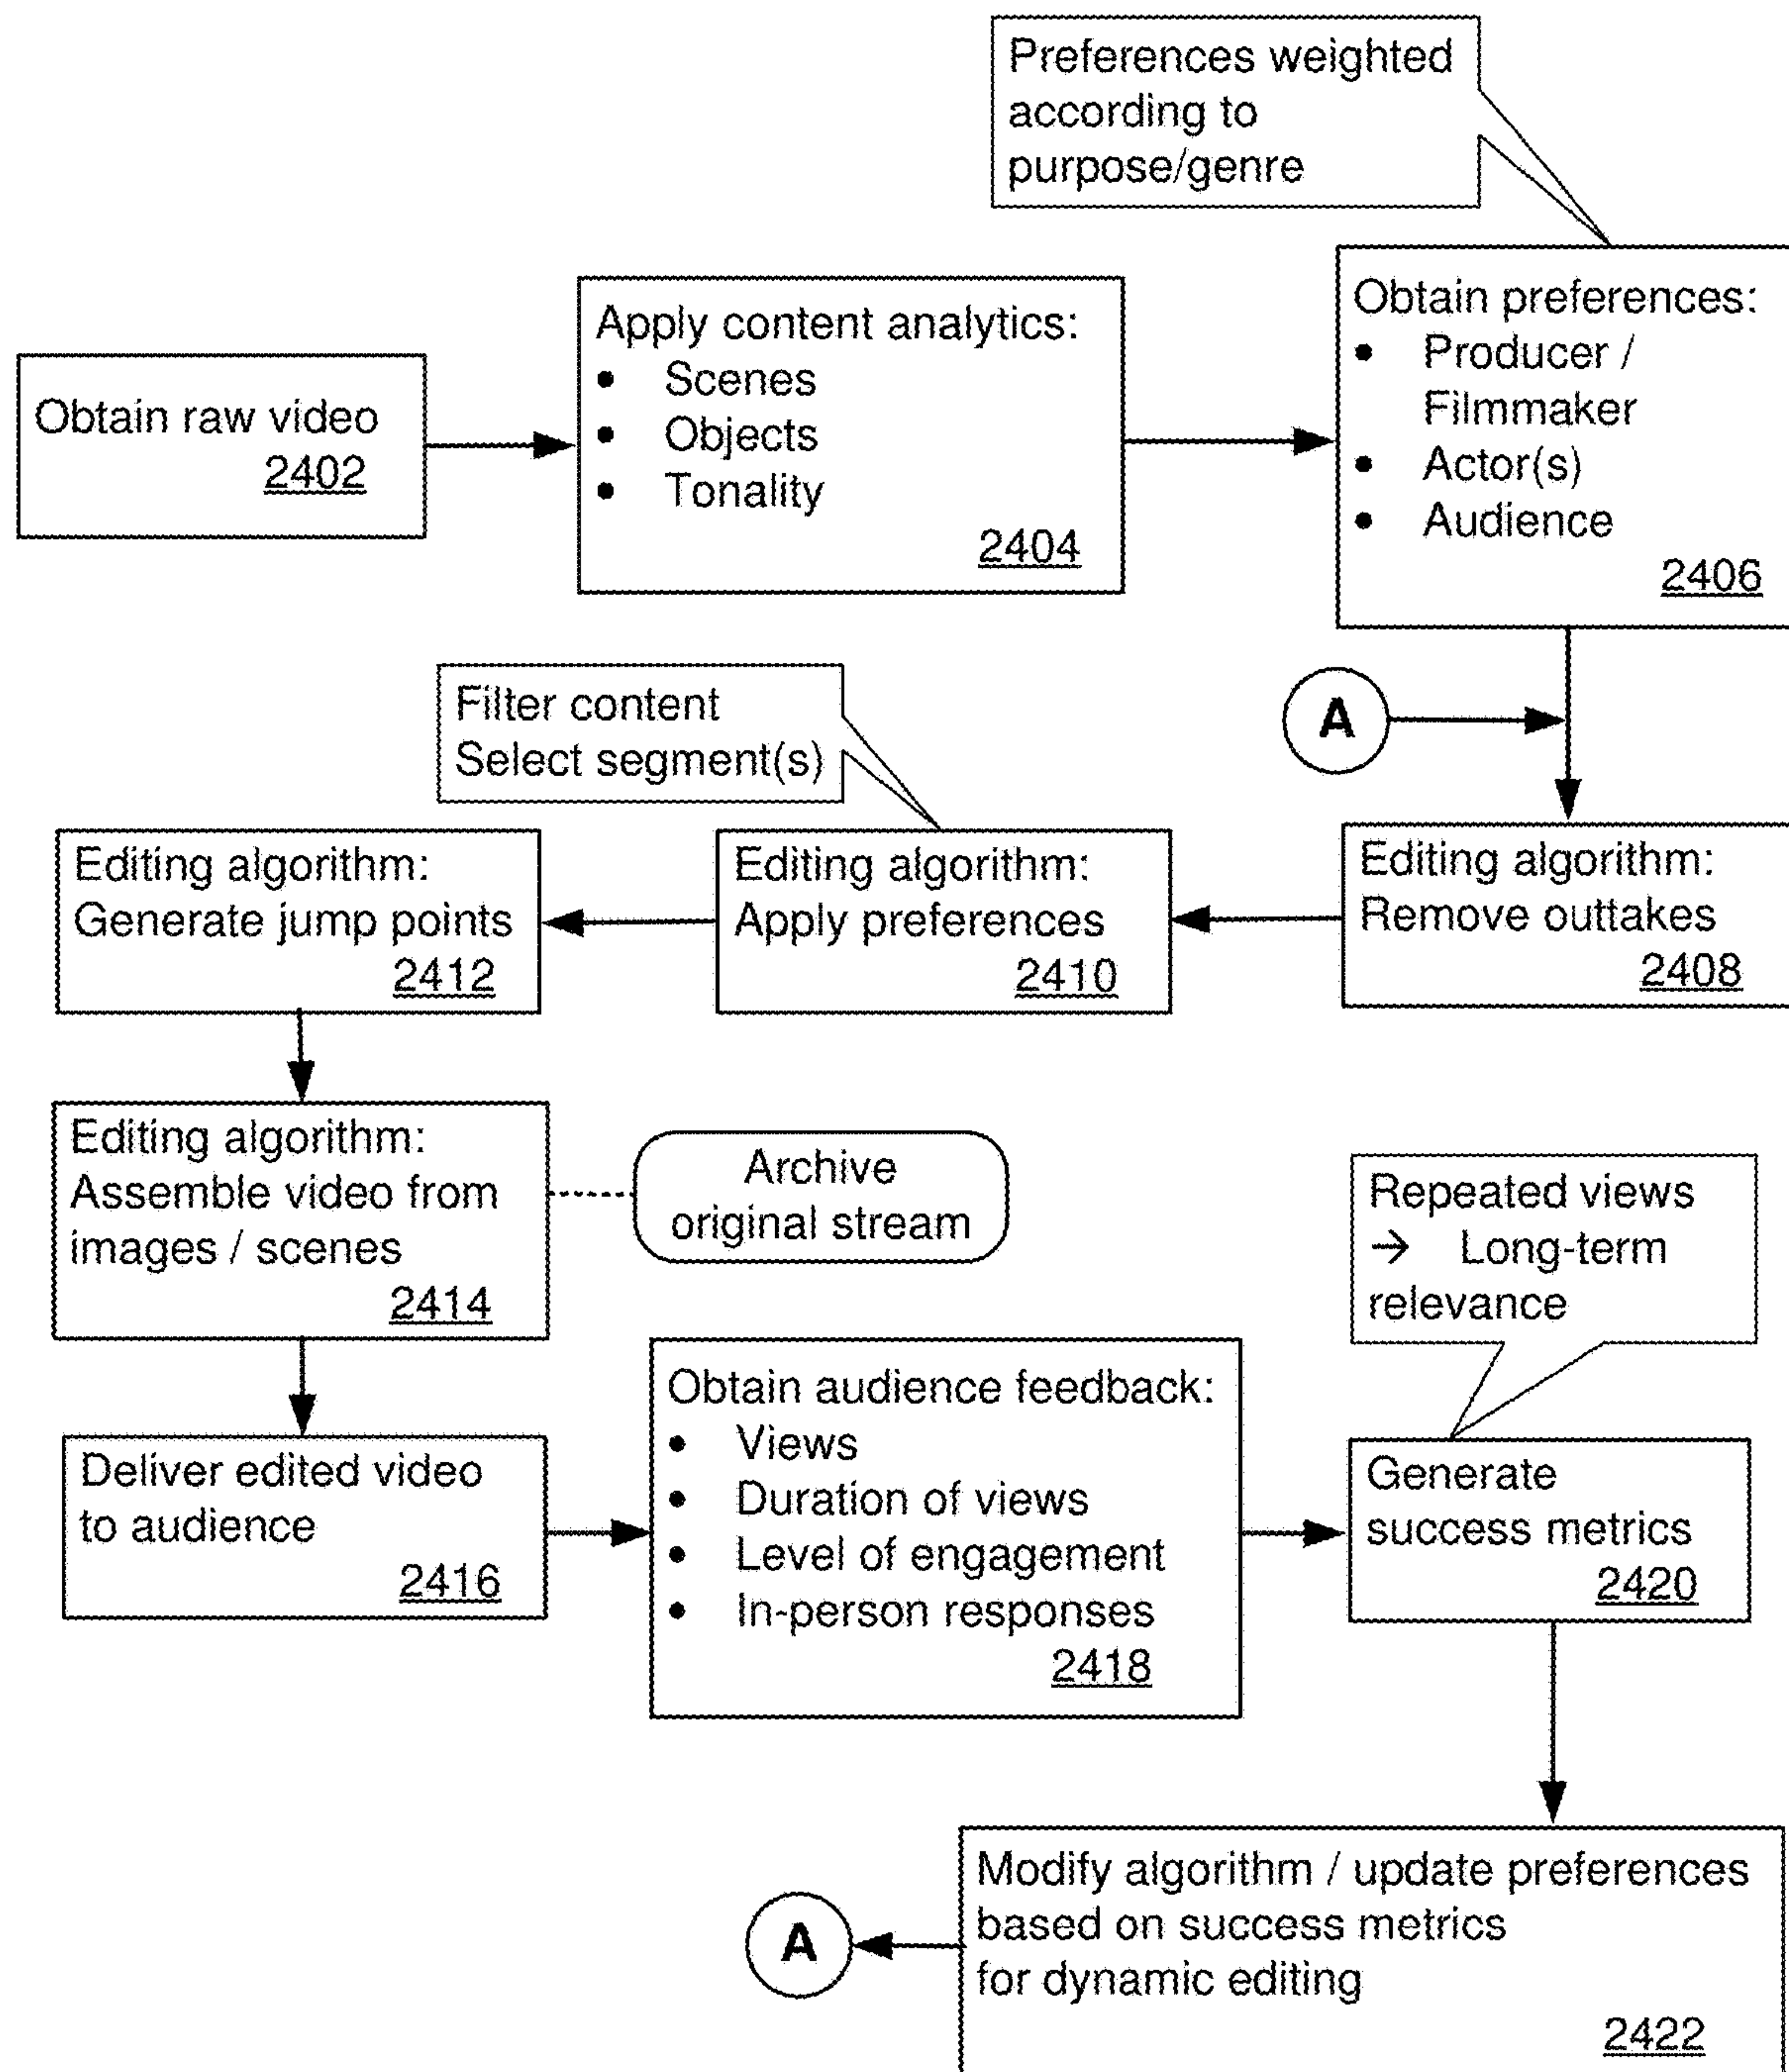 Preferences weighted
according to
purpose/genre
Obtain raw video
2402
Apply content analytics:
• Scenes
• Objects
• Tonality
2404
Obtain preferences:
• Producer /
Filmmaker
• Actor(s)
• Audience
2406
A
Filter content
Select segment(s)
Editing algorithm:
Remove outtakes
2408
Editing algorithm:
Apply preferences
2410
Editing algorithm:
Generate jump points
2412
Editing algorithm:
Assemble video from
images / scenes
2414
Archive
original stream
Deliver edited video
to audience
2416
Obtain audience feedback:
• Views
• Duration of views
• Level of engagement
• In-person responses
2418
Repeated views
→ Long-term
relevance
Generate
success metrics
2420
Modify algorithm / update preferences
based on success metrics
for dynamic editing
2422
A